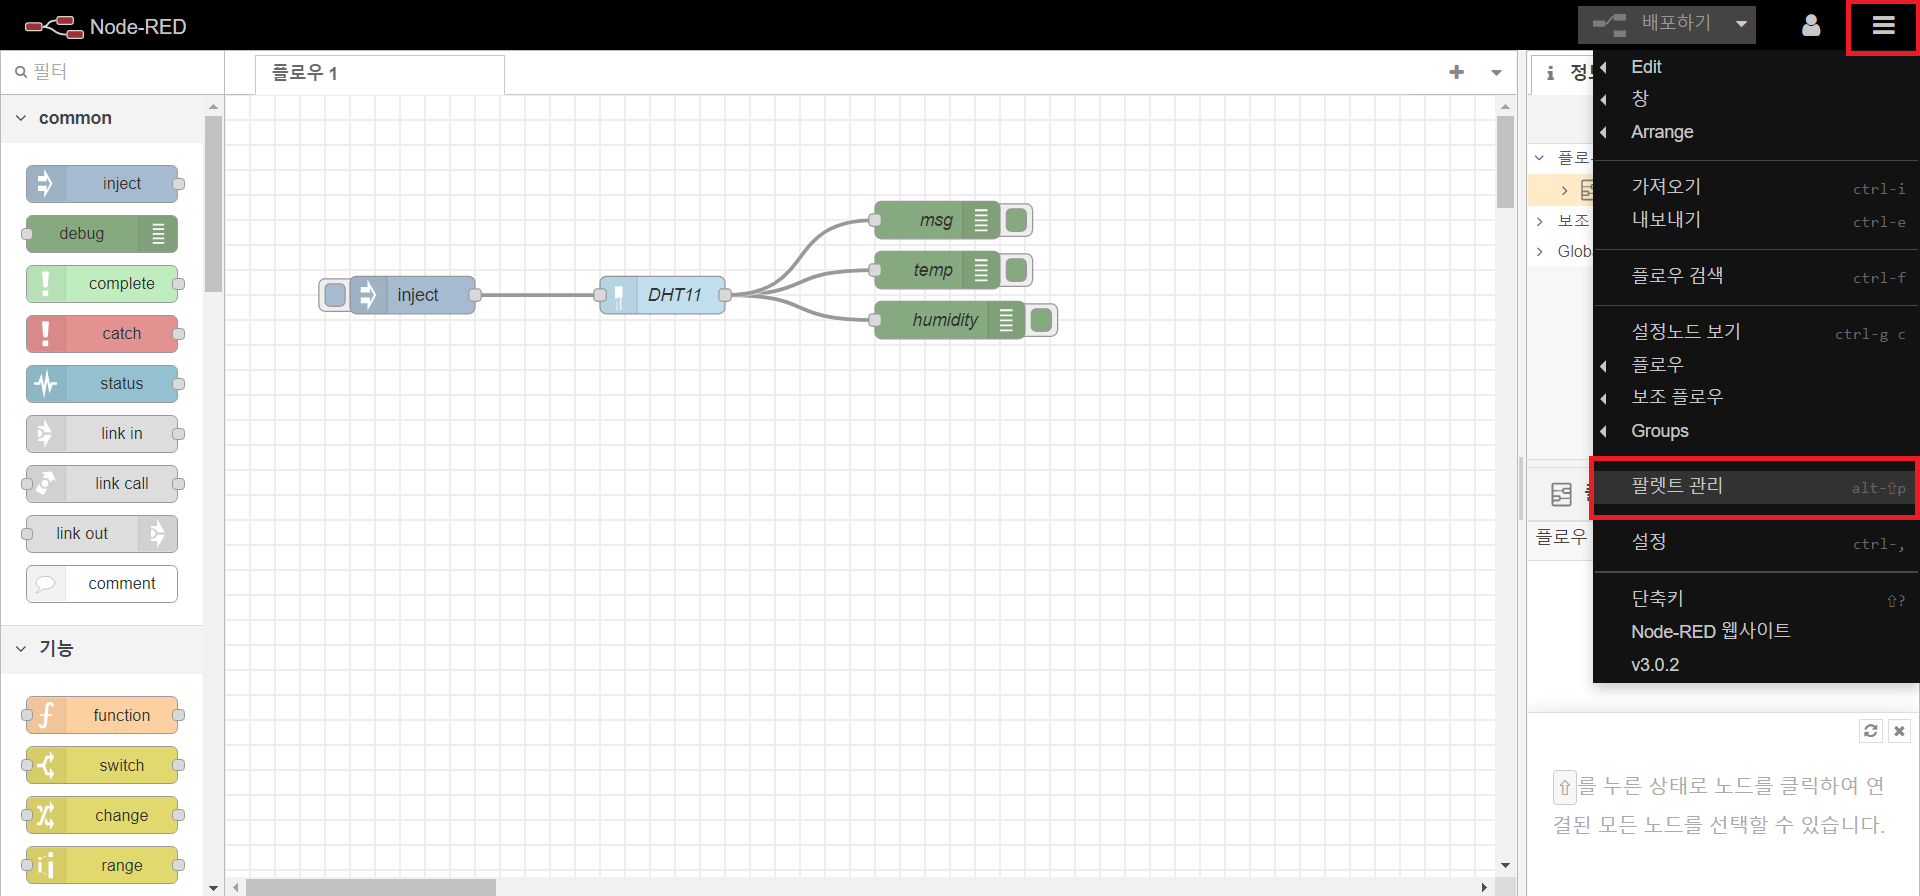 Node-RED
배포하기
필터
플로우 1
common
inject
debug
complete
catch
status
link in
link call
link out
comment
기능
function
switch
change
range
inject
DHT11
msg
temp
humidity
플로우
보조
플로우
Edit
창
Arrange
가져오기 ctrl-i
내보내기 ctrl-e
플로우 검색 ctrl-f
설정노드 보기 ctrl-g c
플로우
보조 플로우
Groups
팔렛트 관리 alt-⇧p
설정 ctrl-,
단축키 ⇧?
Node-RED 웹사이트
v3.0.2
⇧를 누른 상태로 노드를 클릭하여 연
결된 모든 노드를 선택할 수 있습니다.